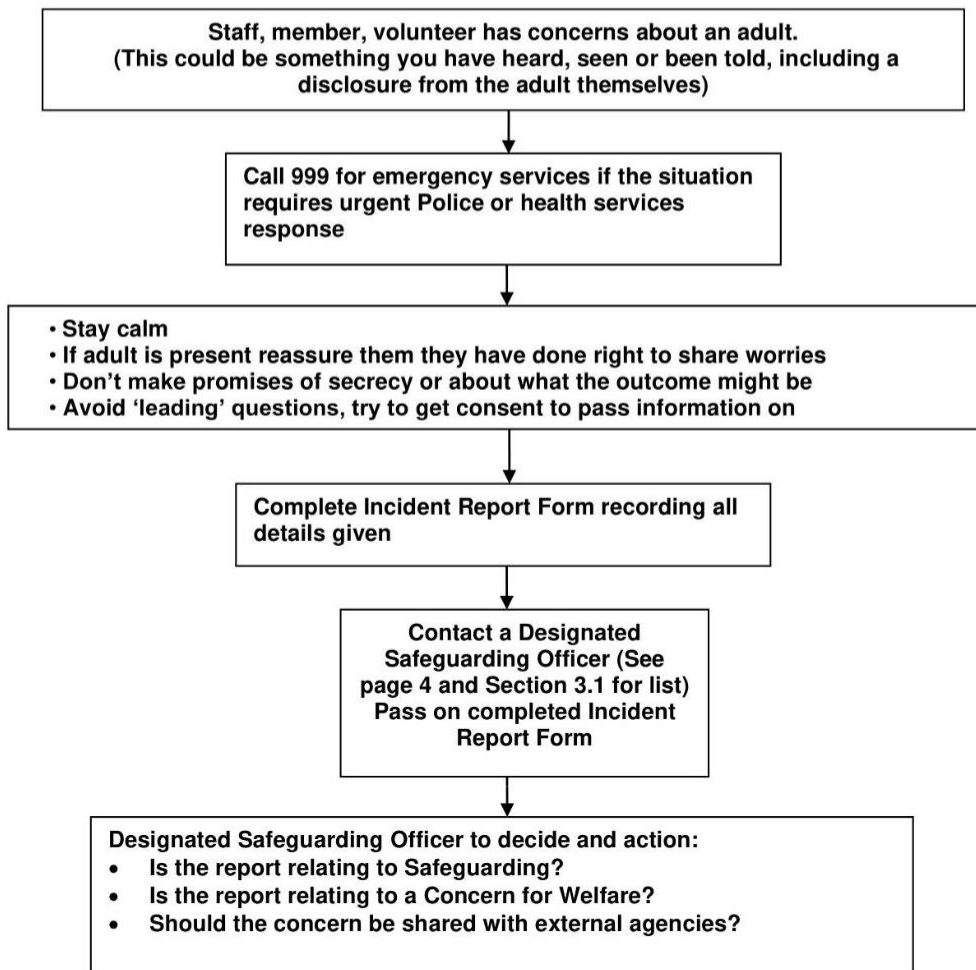 Staff, member, volunteer has concerns about an adult.
(This could be something you have heard, seen or been told, including a
disclosure from the adult themselves)
Call 999 for emergency services if the situation
requires urgent Police or health services
response
• Stay calm
• If adult is present reassure them they have done right to share worries
• Don’t make promises of secrecy or about what the outcome might be
• Avoid ‘leading’ questions, try to get consent to pass information on
Complete Incident Report Form recording all
details given
Contact a Designated
Safeguarding Officer (See
page 4 and Section 3.1 for list)
Pass on completed Incident
Report Form
Designated Safeguarding Officer to decide and action:
• Is the report relating to Safeguarding?
• Is the report relating to a Concern for Welfare?
• Should the concern be shared with external agencies?